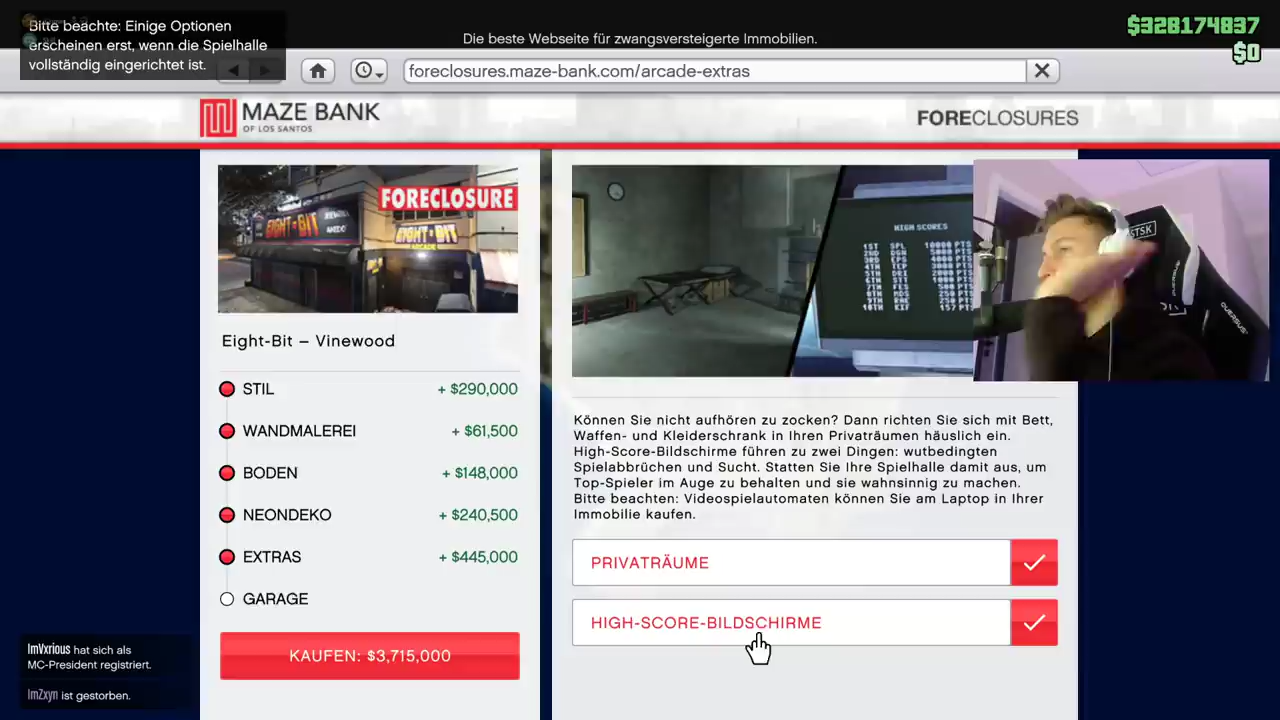 Bitte beachte: Einige Optionen
erscheinen erst, wenn die Spielhalle
vollständig eingerichtet ist.
Die beste Webseite für zwangsversteigerte Immobilien.
$328174837
$0
foreclosures.maze-bank.com/arcade-extras
MAZE BANK
OF LOS SANTOS
FORECLOSURES
FORECLOSURE
EIGHT-BIT
EIGHT-BIT
ARCADE
HIGH SCORES
1ST SPL 10000 PTS
Eight-Bit – Vinewood
STIL + $290,000
WANDMALEREI + $61,500
BODEN + $148,000
NEONDEKO + $240,500
EXTRAS + $445,000
GARAGE
KAUFEN: $3,715,000
Können Sie nicht aufhören zu zocken? Dann richten Sie sich mit Bett,
Waffen- und Kleiderschrank in Ihren Privaträumen häuslich ein.
High-Score-Bildschirme führen zu zwei Dingen: wutbedingten
Spielabbrüchen und Sucht. Statten Sie Ihre Spielhalle damit aus, um
Top-Spieler im Auge zu behalten und sie wahnsinnig zu machen.
Bitte beachten: Videospielautomaten können Sie am Laptop in Ihrer
Immobilie kaufen.
PRIVATRÄUME
HIGH-SCORE-BILDSCHIRME
ImVxrious hat sich als
MC-President registriert.
ImZxyn ist gestorben.